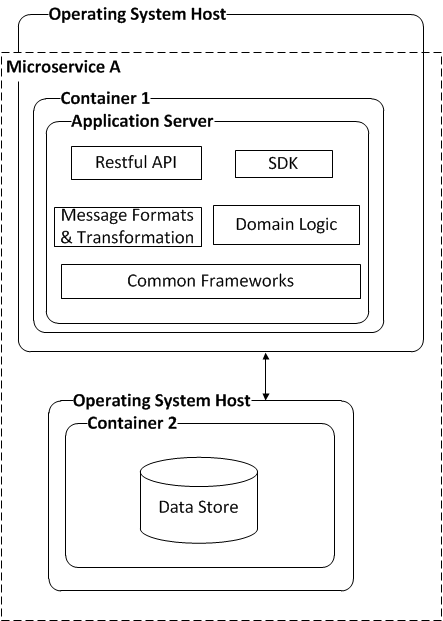 Operating System Host
Microservice A
Container 1
Application Server
Restful API
SDK
Message Formats
& Transformation
Domain Logic
Common Frameworks
Operating System Host
Container 2
Data Store